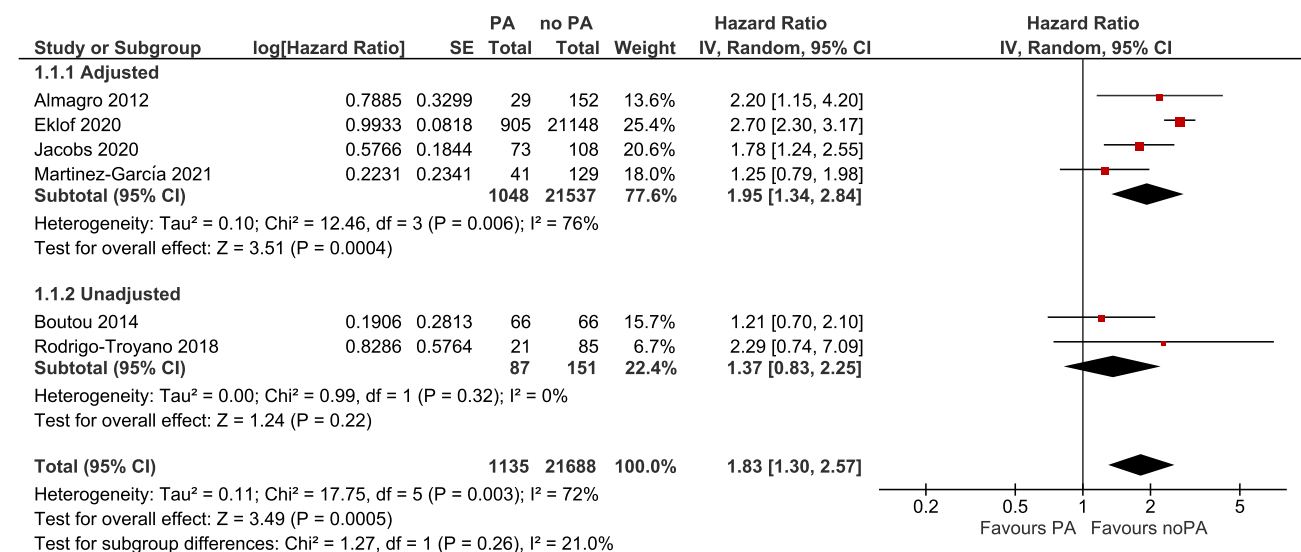 PA no PA Hazard Ratio Hazard Ratio
Study or Subgroup log[Hazard Ratio] SE Total Total Weight IV, Random, 95% CI IV, Random, 95% CI
1.1.1 Adjusted
Almagro 2012 0.7885 0.3299 29 152 13.6% 2.20 [1.15, 4.20]
Eklof 2020 0.9933 0.0818 905 21148 25.4% 2.70 [2.30, 3.17]
Jacobs 2020 0.5766 0.1844 73 108 20.6% 1.78 [1.24, 2.55]
Martinez-García 2021 0.2231 0.2341 41 129 18.0% 1.25 [0.79, 1.98]
Subtotal (95% CI) 1048 21537 77.6% 1.95 [1.34, 2.84]
Heterogeneity: Tau² = 0.10; Chi² = 12.46, df = 3 (P = 0.006); I² = 76%
Test for overall effect: Z = 3.51 (P = 0.0004)
1.1.2 Unadjusted
Boutou 2014 0.1906 0.2813 66 66 15.7% 1.21 [0.70, 2.10]
Rodrigo-Troyano 2018 0.8286 0.5764 21 85 6.7% 2.29 [0.74, 7.09]
Subtotal (95% CI) 87 151 22.4% 1.37 [0.83, 2.25]
Heterogeneity: Tau² = 0.00; Chi² = 0.99, df = 1 (P = 0.32); I² = 0%
Test for overall effect: Z = 1.24 (P = 0.22)
Total (95% CI) 1135 21688 100.0% 1.83 [1.30, 2.57]
Heterogeneity: Tau² = 0.11; Chi² = 17.75, df = 5 (P = 0.003); I² = 72%
Test for overall effect: Z = 3.49 (P = 0.0005)
Test for subgroup differences: Chi² = 1.27, df = 1 (P = 0.26), I² = 21.0%
0.2 0.5 1 2 5
Favours PA Favours noPA